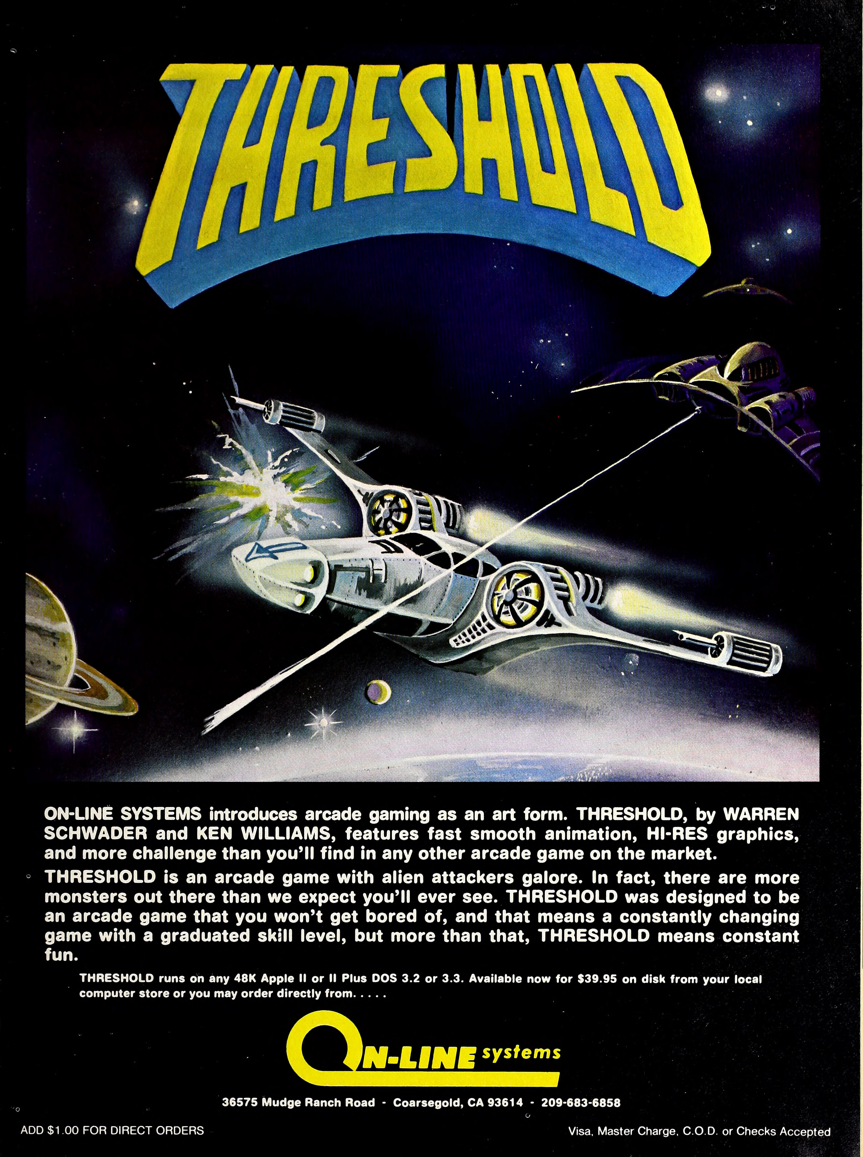 THRESHOLD
ON-LINE SYSTEMS introduces arcade gaming as an art form. THRESHOLD, by WARREN
SCHWADER and KEN WILLIAMS, features fast smooth animation, HI-RES graphics,
and more challenge than you'll find in any other arcade game on the market.
THRESHOLD is an arcade game with alien attackers galore. In fact, there are more
monsters out there than we expect you'll ever see. THRESHOLD was designed to be
an arcade game that you won't get bored of, and that means a constantly changing
game with a graduated skill level, but more than that, THRESHOLD means constant
fun.
THRESHOLD runs on any 48K Apple II or II Plus DOS 3.2 or 3.3. Available now for $39.95 on disk from your local
computer store or you may order directly from. . . . .
ON-LINE systems
36575 Mudge Ranch Road - Coarsegold, CA 93614 - 209-683-6858
ADD $1.00 FOR DIRECT ORDERS
Visa, Master Charge, C.O.D. or Checks Accepted